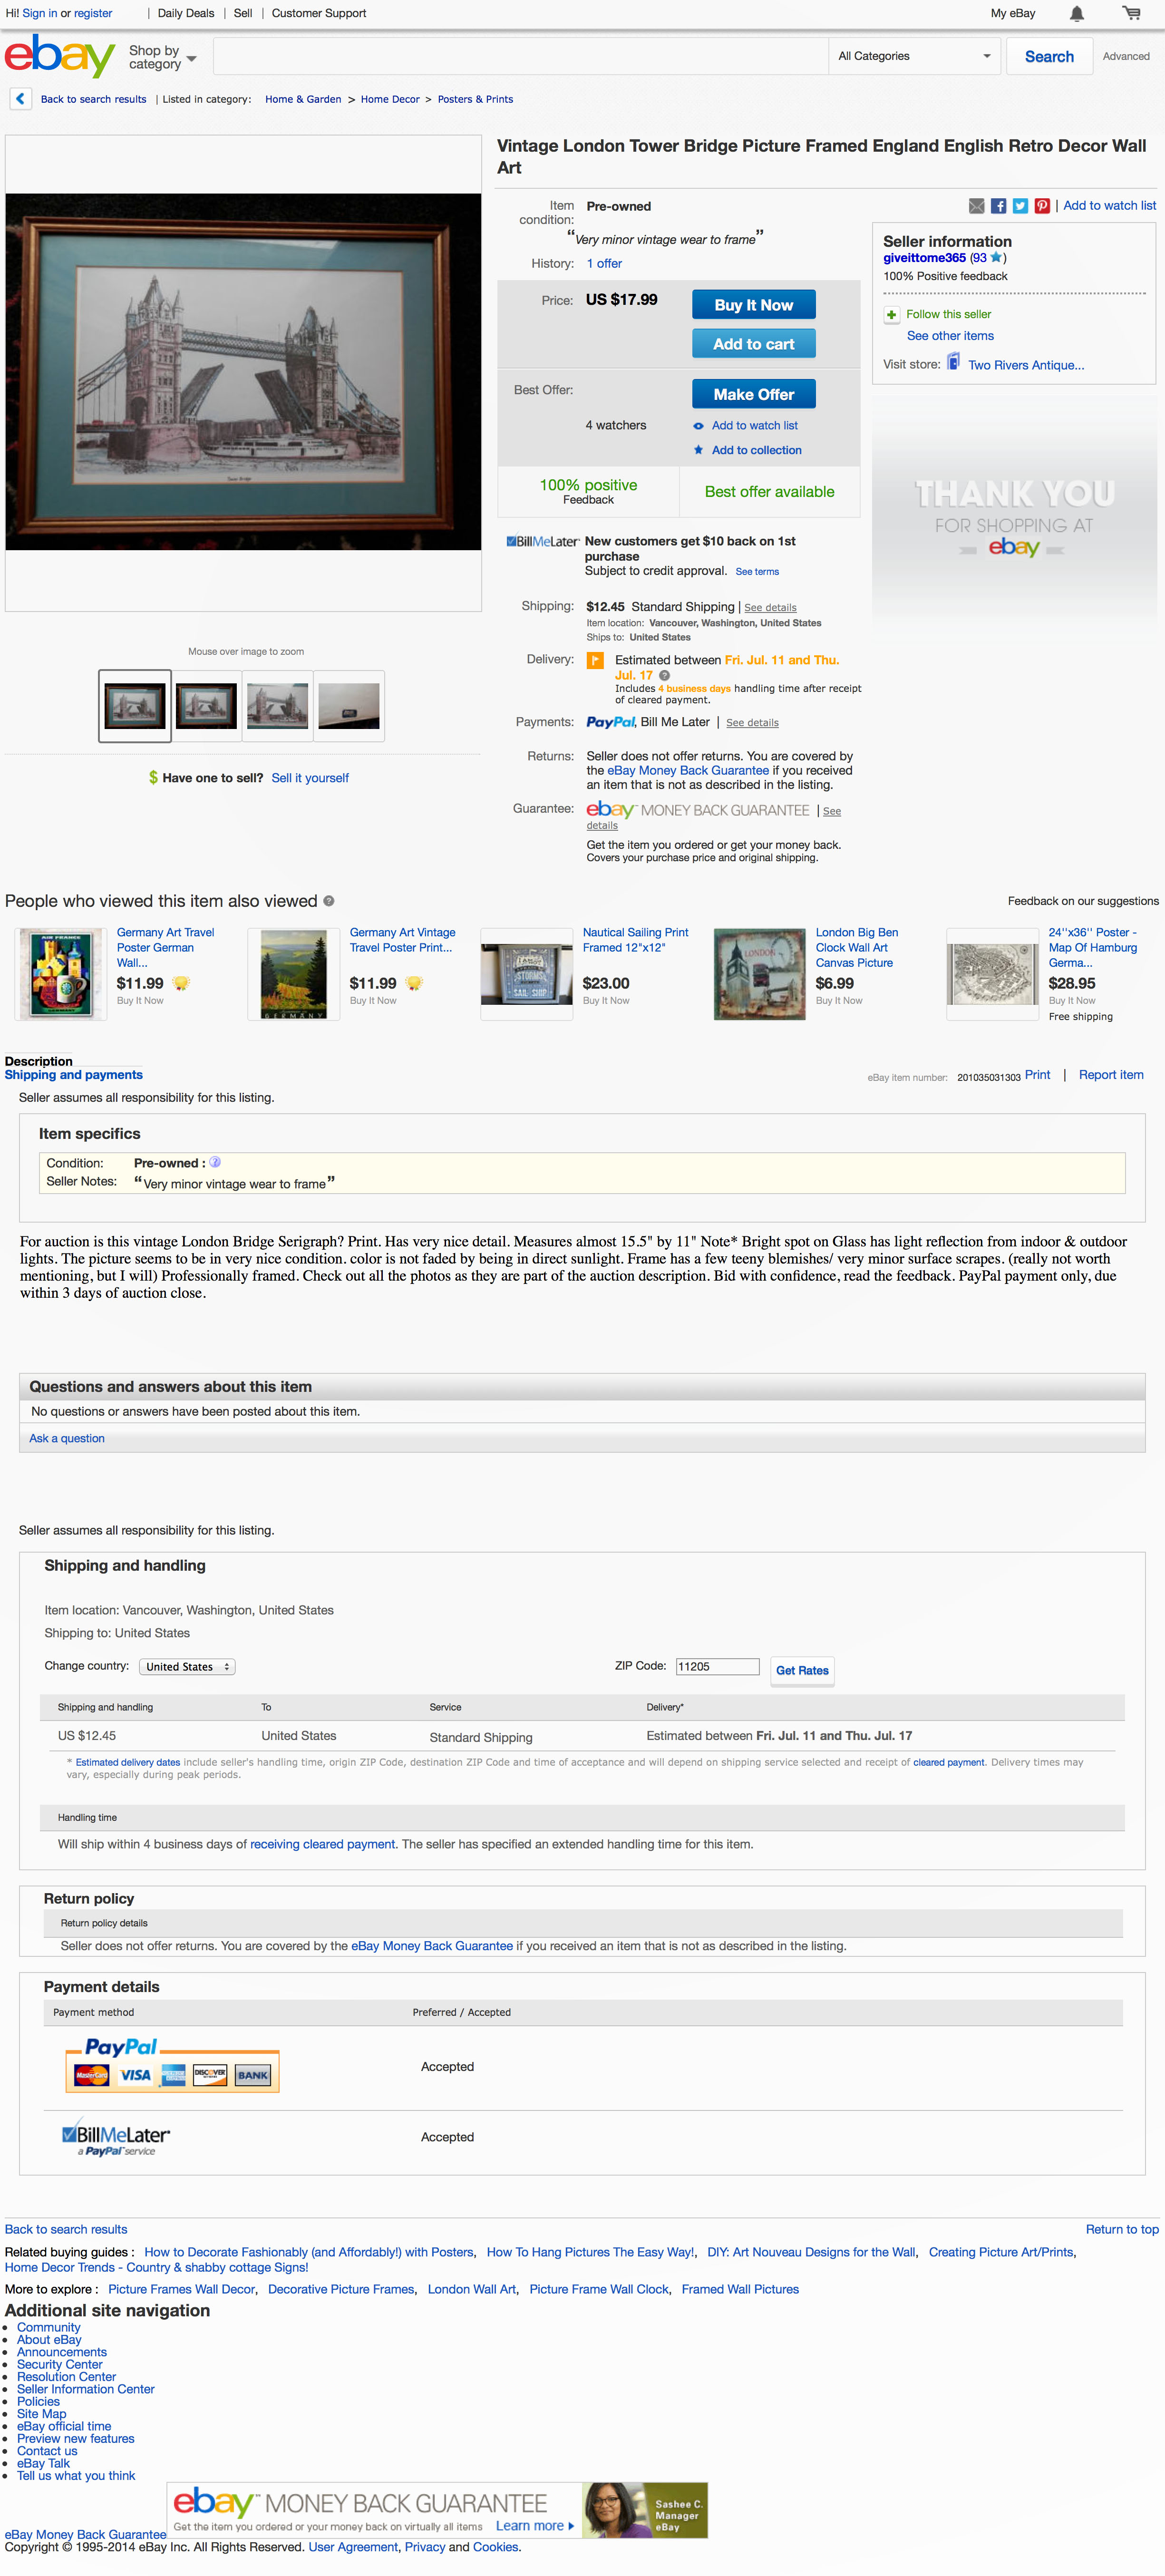 Hi! Sign in or register | Daily Deals | Sell | Customer Support My eBay
ebay Shop by category All Categories Search Advanced
Back to search results | Listed in category: Home & Garden > Home Decor > Posters & Prints
Vintage London Tower Bridge Picture Framed England English Retro Decor Wall
Art
Item condition: Pre-owned
“Very minor vintage wear to frame”
History: 1 offer
Price: US $17.99 Buy It Now
Add to cart
Best Offer: Make Offer
4 watchers Add to watch list
Add to collection
100% positive
Feedback
Best offer available
| Add to watch list
Seller information
giveittome365 (93 )
100% Positive feedback
Follow this seller
See other items
Visit store: Two Rivers Antique...
THANK YOU
FOR SHOPPING AT
ebay
BillMeLater New customers get $10 back on 1st
purchase
Subject to credit approval. See terms
Shipping: $12.45 Standard Shipping | See details
Item location: Vancouver, Washington, United States
Ships to: United States
Delivery: Estimated between Fri. Jul. 11 and Thu.
Jul. 17
Includes 4 business days handling time after receipt
of cleared payment.
Payments: PayPal, Bill Me Later | See details
Returns: Seller does not offer returns. You are covered by
the eBay Money Back Guarantee if you received
an item that is not as described in the listing.
Guarantee: ebay MONEY BACK GUARANTEE | See
details
Get the item you ordered or get your money back.
Covers your purchase price and original shipping.
Mouse over image to zoom
$ Have one to sell? Sell it yourself
People who viewed this item also viewed Feedback on our suggestions
Germany Art Travel
Poster German
Wall...
$11.99
Buy It Now
Germany Art Vintage
Travel Poster Print...
$11.99
Buy It Now
Nautical Sailing Print
Framed 12"x12"
$23.00
Buy It Now
London Big Ben
Clock Wall Art
Canvas Picture
$6.99
Buy It Now
24''x36'' Poster -
Map Of Hamburg
Germa...
$28.95
Buy It Now
Free shipping
AIR FRANCE
GERMANY
STORMS
SAIL SHIP
LONDON
Description
Shipping and payments eBay item number: 201035031303 Print | Report item
Seller assumes all responsibility for this listing.
Item specifics
Condition: Pre-owned :
Seller Notes: “Very minor vintage wear to frame”
For auction is this vintage London Bridge Serigraph? Print. Has very nice detail. Measures almost 15.5" by 11" Note* Bright spot on Glass has light reflection from indoor & outdoor
lights. The picture seems to be in very nice condition. color is not faded by being in direct sunlight. Frame has a few teeny blemishes/ very minor surface scrapes. (really not worth
mentioning, but I will) Professionally framed. Check out all the photos as they are part of the auction description. Bid with confidence, read the feedback. PayPal payment only, due
within 3 days of auction close.
Questions and answers about this item
No questions or answers have been posted about this item.
Ask a question
Seller assumes all responsibility for this listing.
Shipping and handling
Item location: Vancouver, Washington, United States
Shipping to: United States
Change country: United States ZIP Code: 11205 Get Rates
Shipping and handling To Service Delivery*
US $12.45 United States Standard Shipping Estimated between Fri. Jul. 11 and Thu. Jul. 17
* Estimated delivery dates include seller's handling time, origin ZIP Code, destination ZIP Code and time of acceptance and will depend on shipping service selected and receipt of cleared payment. Delivery times may
vary, especially during peak periods.
Handling time
Will ship within 4 business days of receiving cleared payment. The seller has specified an extended handling time for this item.
Return policy
Return policy details
Seller does not offer returns. You are covered by the eBay Money Back Guarantee if you received an item that is not as described in the listing.
Payment details
Payment method Preferred / Accepted
PayPal
MasterCard VISA DISCOVER BANK Accepted
BillMeLater
a PayPal service Accepted
Back to search results Return to top
Related buying guides : How to Decorate Fashionably (and Affordably!) with Posters, How To Hang Pictures The Easy Way!, DIY: Art Nouveau Designs for the Wall, Creating Picture Art/Prints,
Home Decor Trends - Country & shabby cottage Signs!
More to explore : Picture Frames Wall Decor, Decorative Picture Frames, London Wall Art, Picture Frame Wall Clock, Framed Wall Pictures
Additional site navigation
Community
About eBay
Announcements
Security Center
Resolution Center
Seller Information Center
Policies
Site Map
eBay official time
Preview new features
Contact us
eBay Talk
Tell us what you think
ebay MONEY BACK GUARANTEE
Get the item you ordered or your money back on virtually all items Learn more
Sashee C.
Manager
eBay
eBay Money Back Guarantee
Copyright © 1995-2014 eBay Inc. All Rights Reserved. User Agreement, Privacy and Cookies.